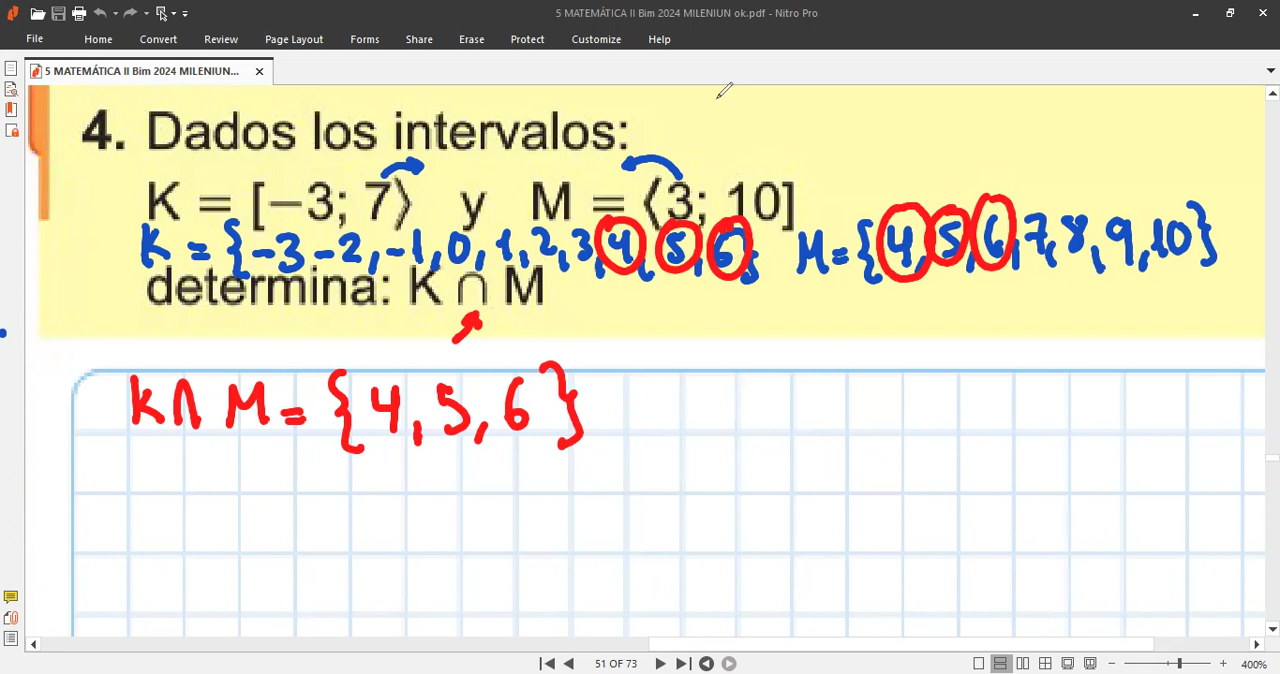 5 MATEMÁTICA II Bim 2024 MILENIUN ok.pdf - Nitro Pro
File Home Convert Review Page Layout Forms Share Erase Protect Customize Help
5 MATEMÁTICA II Bim 2024 MILENIUN...
4. Dados los intervalos:
K = [−3; 7⟩ y M = ⟨3; 10]
K = {-3 -2, -1, 0, 1, 2, 3, 4, 5, 6} M = {4, 5, 6, 7, 8, 9, 10}
determina: K ∩ M
K ∩ M = {4, 5, 6}
51 OF 73
400%